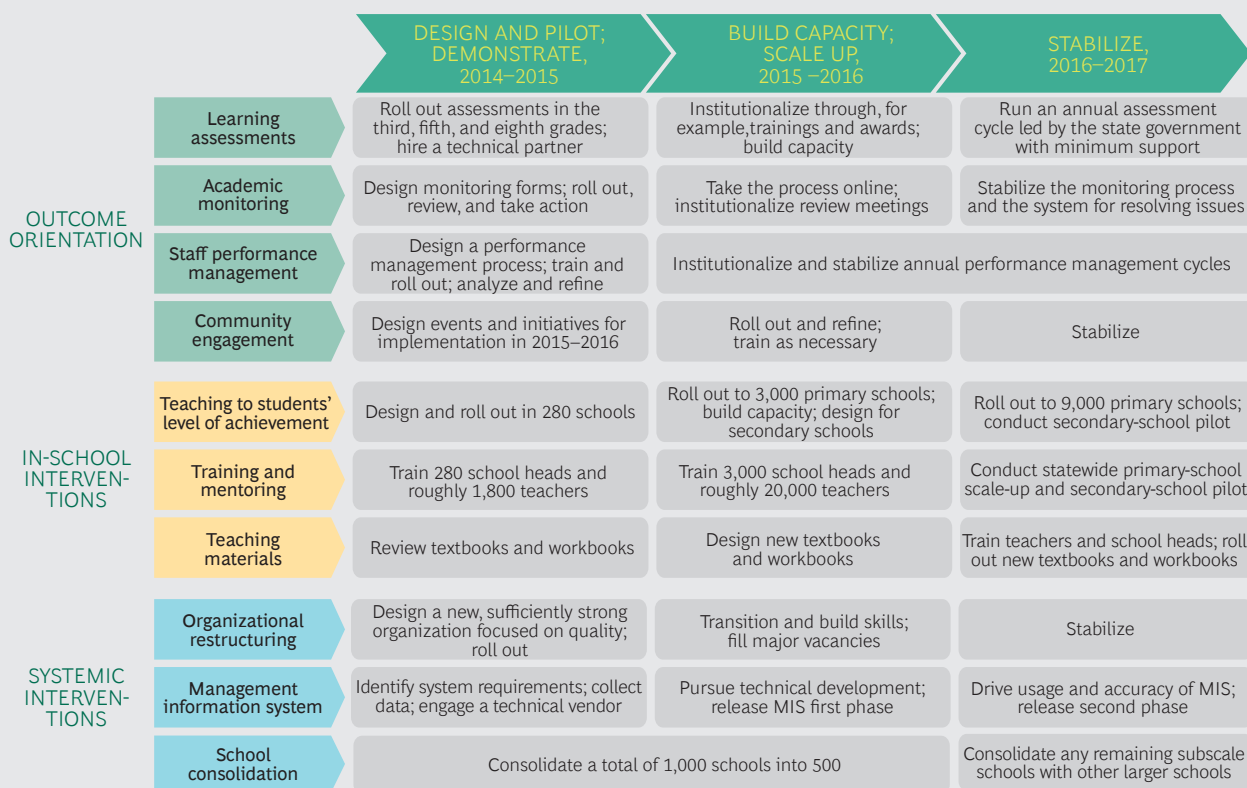 DESIGN AND PILOT;
DEMONSTRATE,
2014–2015
BUILD CAPACITY;
SCALE UP,
2015 –2016
STABILIZE,
2016–2017
OUTCOME
ORIENTATION
Learning
assessments
Roll out assessments in the
third, fifth, and eighth grades;
hire a technical partner
Institutionalize through, for
example,trainings and awards;
build capacity
Run an annual assessment
cycle led by the state government
with minimum support
Academic
monitoring
Design monitoring forms; roll out,
review, and take action
Take the process online;
institutionalize review meetings
Stabilize the monitoring process
and the system for resolving issues
Staff performance
management
Design a performance
management process; train and
roll out; analyze and refine
Institutionalize and stabilize annual performance management cycles
Community
engagement
Design events and initiatives for
implementation in 2015–2016
Roll out and refine;
train as necessary
Stabilize
IN-SCHOOL
INTERVEN-
TIONS
Teaching to students’
level of achievement
Design and roll out in 280 schools
Roll out to 3,000 primary schools;
build capacity; design for
secondary schools
Roll out to 9,000 primary schools;
conduct secondary-school pilot
Training and
mentoring
Train 280 school heads and
roughly 1,800 teachers
Train 3,000 school heads and
roughly 20,000 teachers
Conduct statewide primary-school
scale-up and secondary-school pilot
Teaching
materials
Review textbooks and workbooks
Design new textbooks
and workbooks
Train teachers and school heads; roll
out new textbooks and workbooks
SYSTEMIC
INTERVEN-
TIONS
Organizational
restructuring
Design a new, sufficiently strong
organization focused on quality;
roll out
Transition and build skills;
fill major vacancies
Stabilize
Management
information system
Identify system requirements; collect
data; engage a technical vendor
Pursue technical development;
release MIS first phase
Drive usage and accuracy of MIS;
release second phase
School
consolidation
Consolidate a total of 1,000 schools into 500
Consolidate any remaining subscale
schools with other larger schools